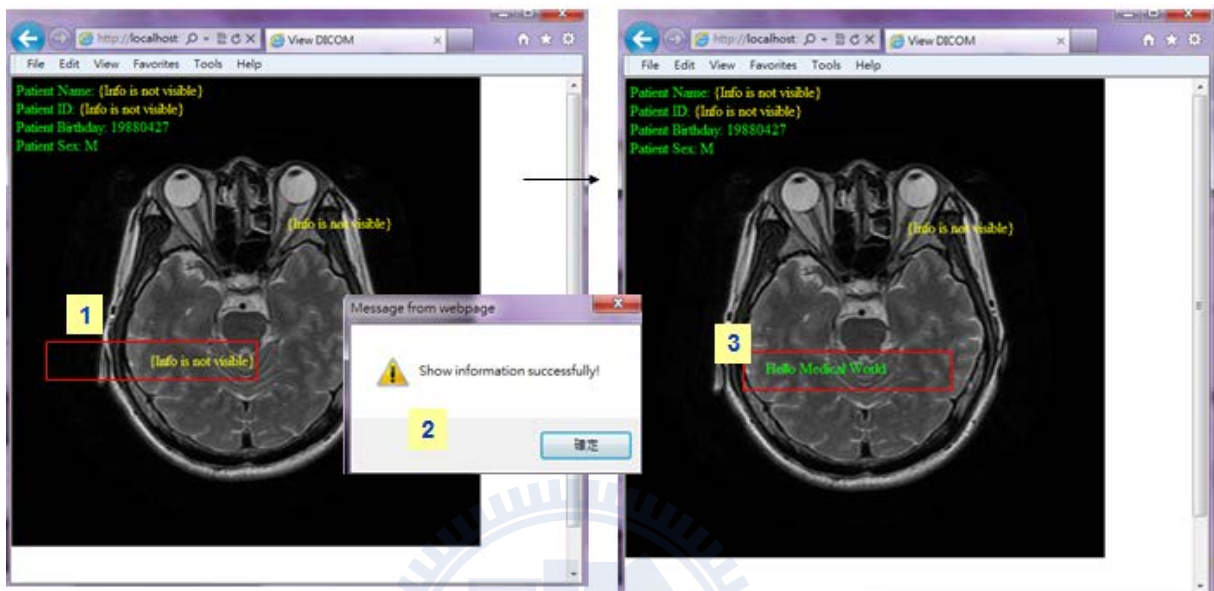 http://localhost
View DICOM
File Edit View Favorites Tools Help
Patient Name: {Info is not visible}
Patient ID: {Info is not visible}
Patient Birthday: 19880427
Patient Sex: M
{Info is not visible}
1
{Info is not visible}
Message from webpage
Show information successfully!
2
確定
http://localhost
View DICOM
File Edit View Favorites Tools Help
Patient Name: {Info is not visible}
Patient ID: {Info is not visible}
Patient Birthday: 19880427
Patient Sex: M
{Info is not visible}
3
Hello Medical World